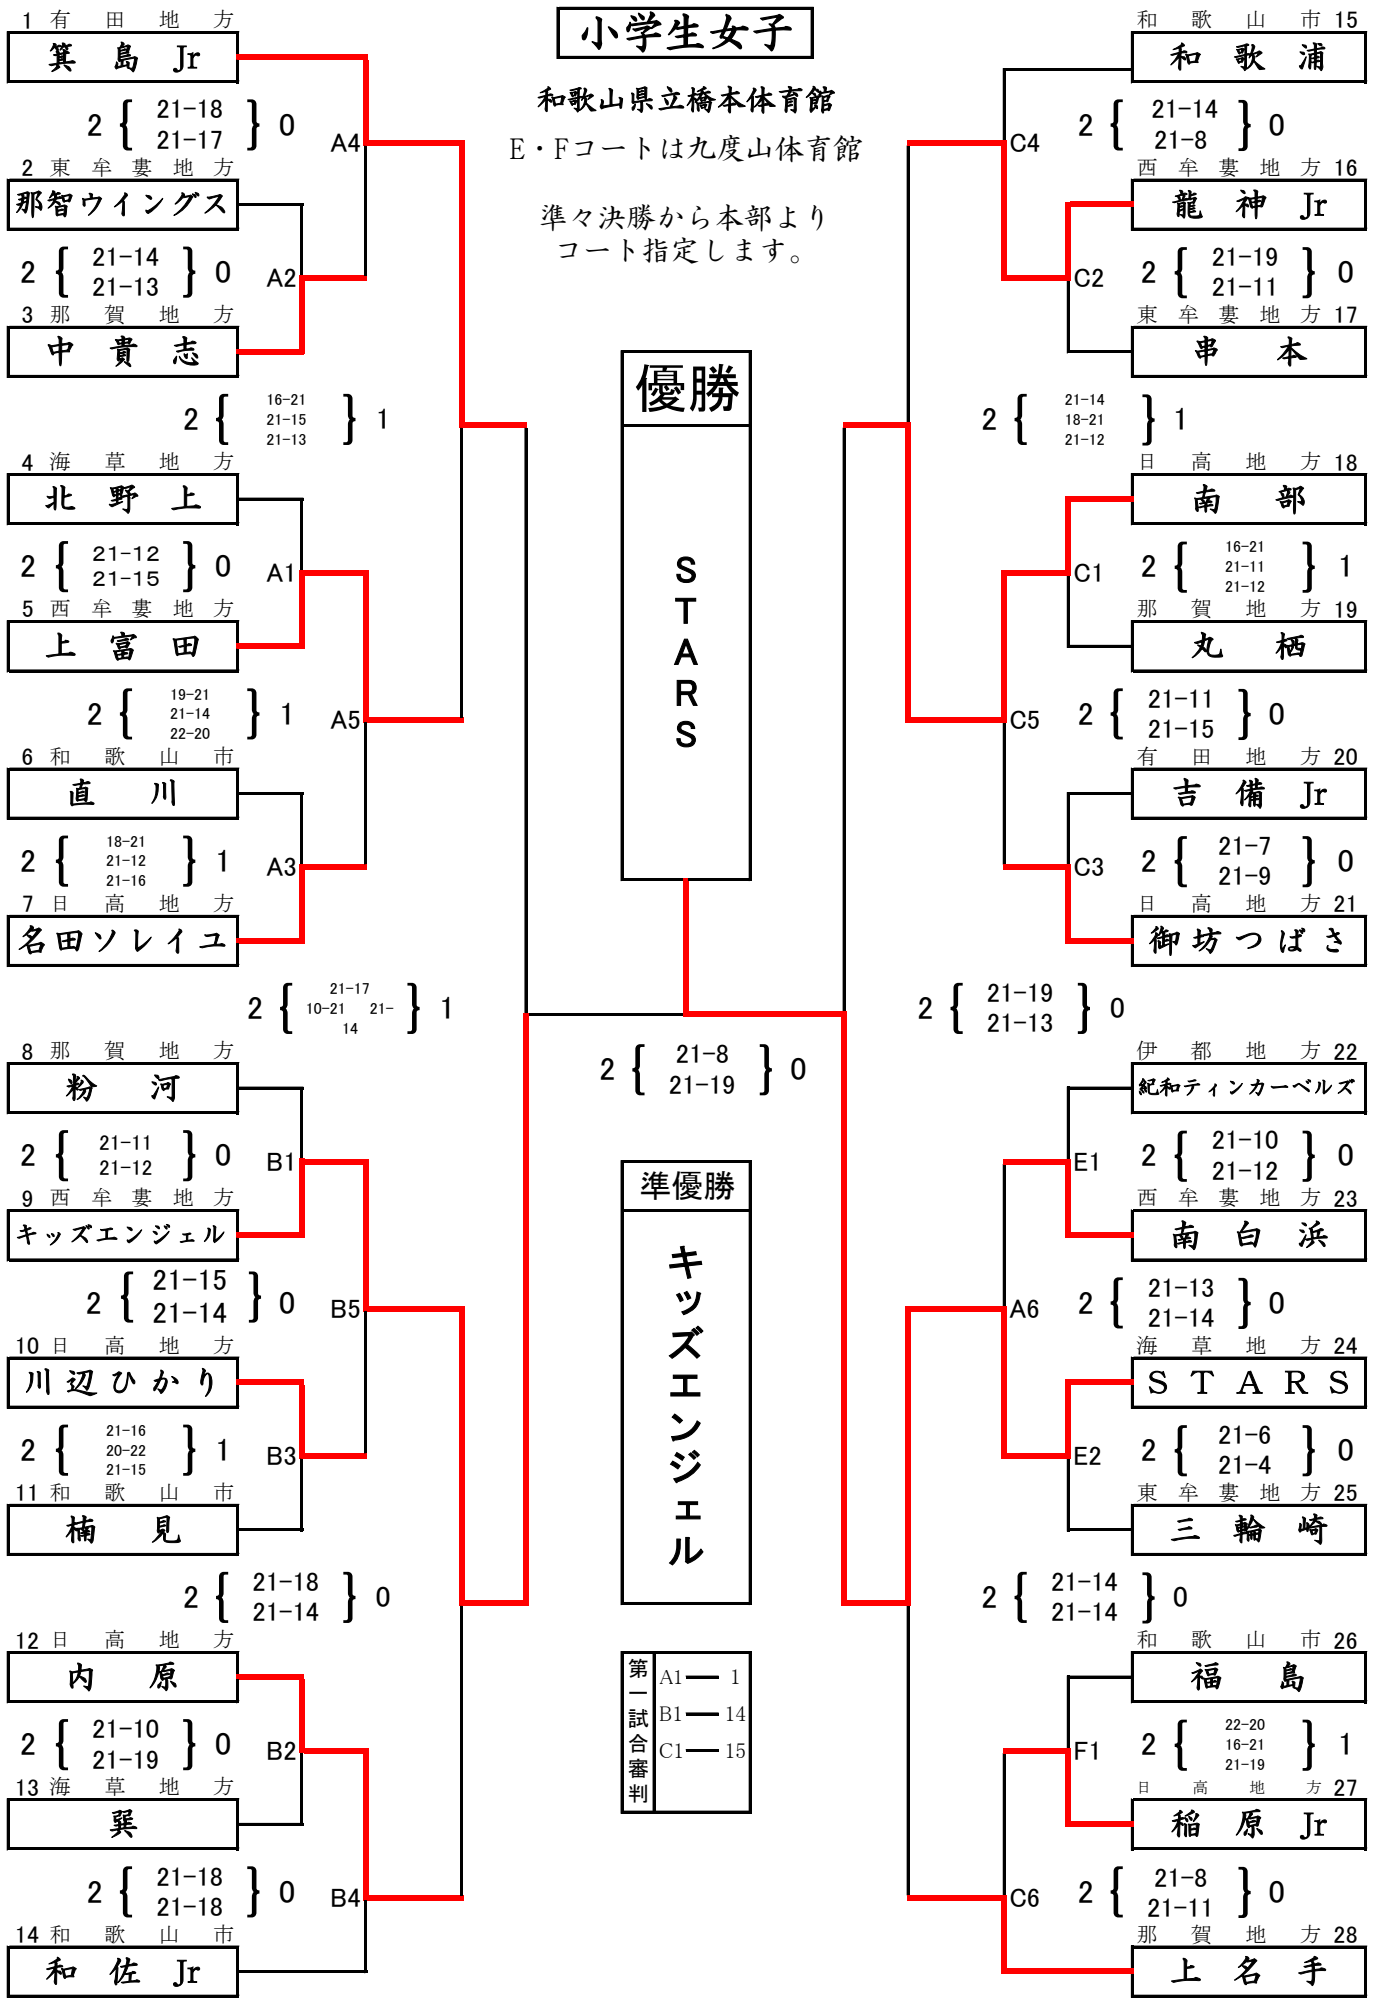 小学生女子
和歌山県立橋本体育館
E・Fコートは九度山体育館
準々決勝から本部より
コート指定します。
1 有田地方
箕島Jr
2 { 21-18 21-17 } 0
A4
2 東牟婁地方
那智ウイングス
2 { 21-14 21-13 } 0
A2
3 那賀地方
中貴志
2 { 16-21 21-15 21-13 } 1
4 海草地方
北野上
2 { 21-12 21-15 } 0
A1
5 西牟婁地方
上富田
2 { 19-21 21-14 22-20 } 1
A5
6 和歌山市
直川
2 { 18-21 21-12 21-16 } 1
A3
7 日高地方
名田ソレイユ
2 { 21-17 10-21 21-14 } 1
8 那賀地方
粉河
2 { 21-11 21-12 } 0
B1
9 西牟婁地方
キッズエンジェル
2 { 21-15 21-14 } 0
B5
10 日高地方
川辺ひかり
2 { 21-16 20-22 21-15 } 1
B3
11 和歌山市
楠見
2 { 21-18 21-14 } 0
12 日高地方
内原
2 { 21-10 21-19 } 0
B2
13 海草地方
巽
2 { 21-18 21-18 } 0
B4
14 和歌山市
和佐Jr
優勝
STARS
2 { 21-8 21-19 } 0
準優勝
キッズエンジェル
第一試合審判
A1 — 1
B1 — 14
C1 — 15
和歌山市 15
和歌浦
C4
2 { 21-14 21-8 } 0
西牟婁地方 16
龍神Jr
C2
2 { 21-19 21-11 } 0
東牟婁地方 17
串本
2 { 21-14 18-21 21-12 } 1
日高地方 18
南部
C1
2 { 16-21 21-11 21-12 } 1
那賀地方 19
丸栖
C5
2 { 21-11 21-15 } 0
有田地方 20
吉備Jr
C3
2 { 21-7 21-9 } 0
日高地方 21
御坊つばさ
2 { 21-19 21-13 } 0
伊都地方 22
紀和ティンカーベルズ
E1
2 { 21-10 21-12 } 0
西牟婁地方 23
南白浜
A6
2 { 21-13 21-14 } 0
海草地方 24
STARS
E2
2 { 21-6 21-4 } 0
東牟婁地方 25
三輪崎
2 { 21-14 21-14 } 0
和歌山市 26
福島
F1
2 { 22-20 16-21 21-19 } 1
日高地方 27
稲原Jr
C6
2 { 21-8 21-11 } 0
那賀地方 28
上名手